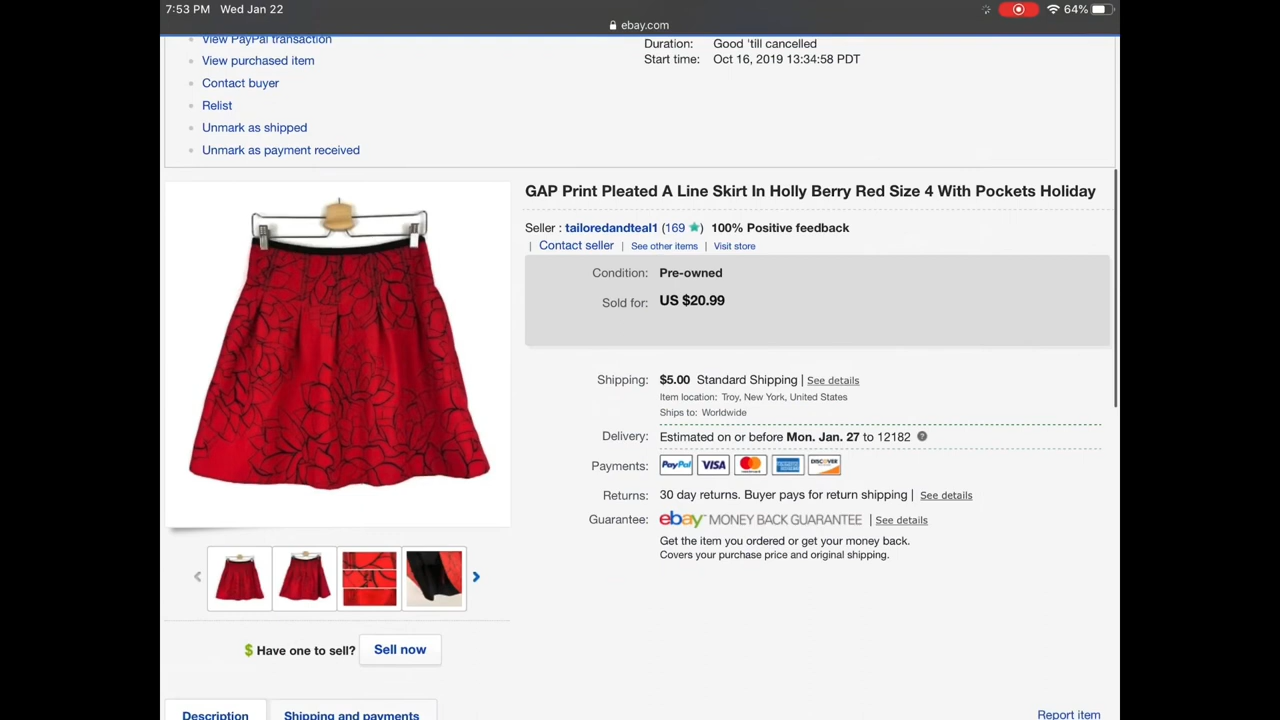 7:53 PM Wed Jan 22
64%
ebay.com
View PayPal transaction
View purchased item
Contact buyer
Relist
Unmark as shipped
Unmark as payment received
Duration: Good 'till cancelled
Start time: Oct 16, 2019 13:34:58 PDT
GAP Print Pleated A Line Skirt In Holly Berry Red Size 4 With Pockets Holiday
Seller : tailoredandteal1 (169 ) 100% Positive feedback
| Contact seller | See other items | Visit store
Condition: Pre-owned
Sold for: US $20.99
Shipping: $5.00 Standard Shipping | See details
Item location: Troy, New York, United States
Ships to: Worldwide
Delivery: Estimated on or before Mon. Jan. 27 to 12182 ?
Payments: PayPal VISA MasterCard AMERICAN EXPRESS DISCOVER
Returns: 30 day returns. Buyer pays for return shipping | See details
Guarantee: ebay MONEY BACK GUARANTEE | See details
Get the item you ordered or get your money back.
Covers your purchase price and original shipping.
$ Have one to sell? Sell now
Description
Shipping and payments
Report item